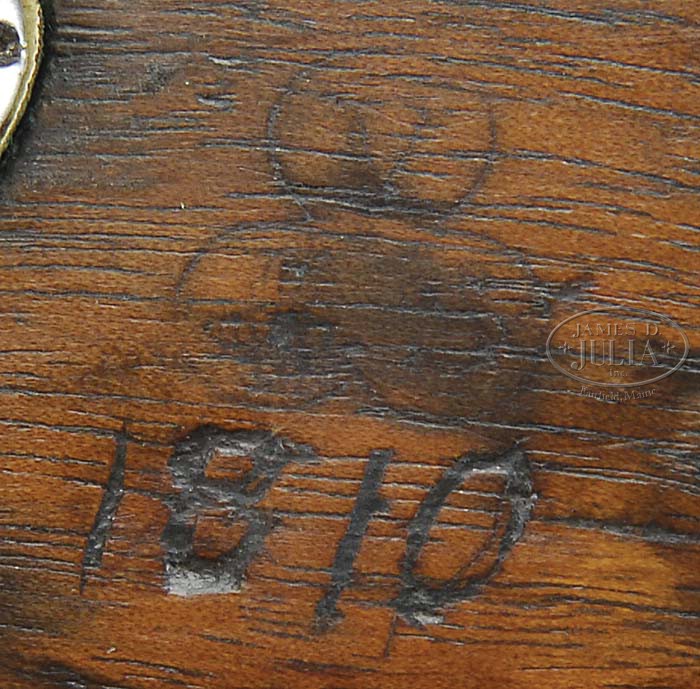 JAMES D.
JULIA
Inc.
Fairfield, Maine
1810